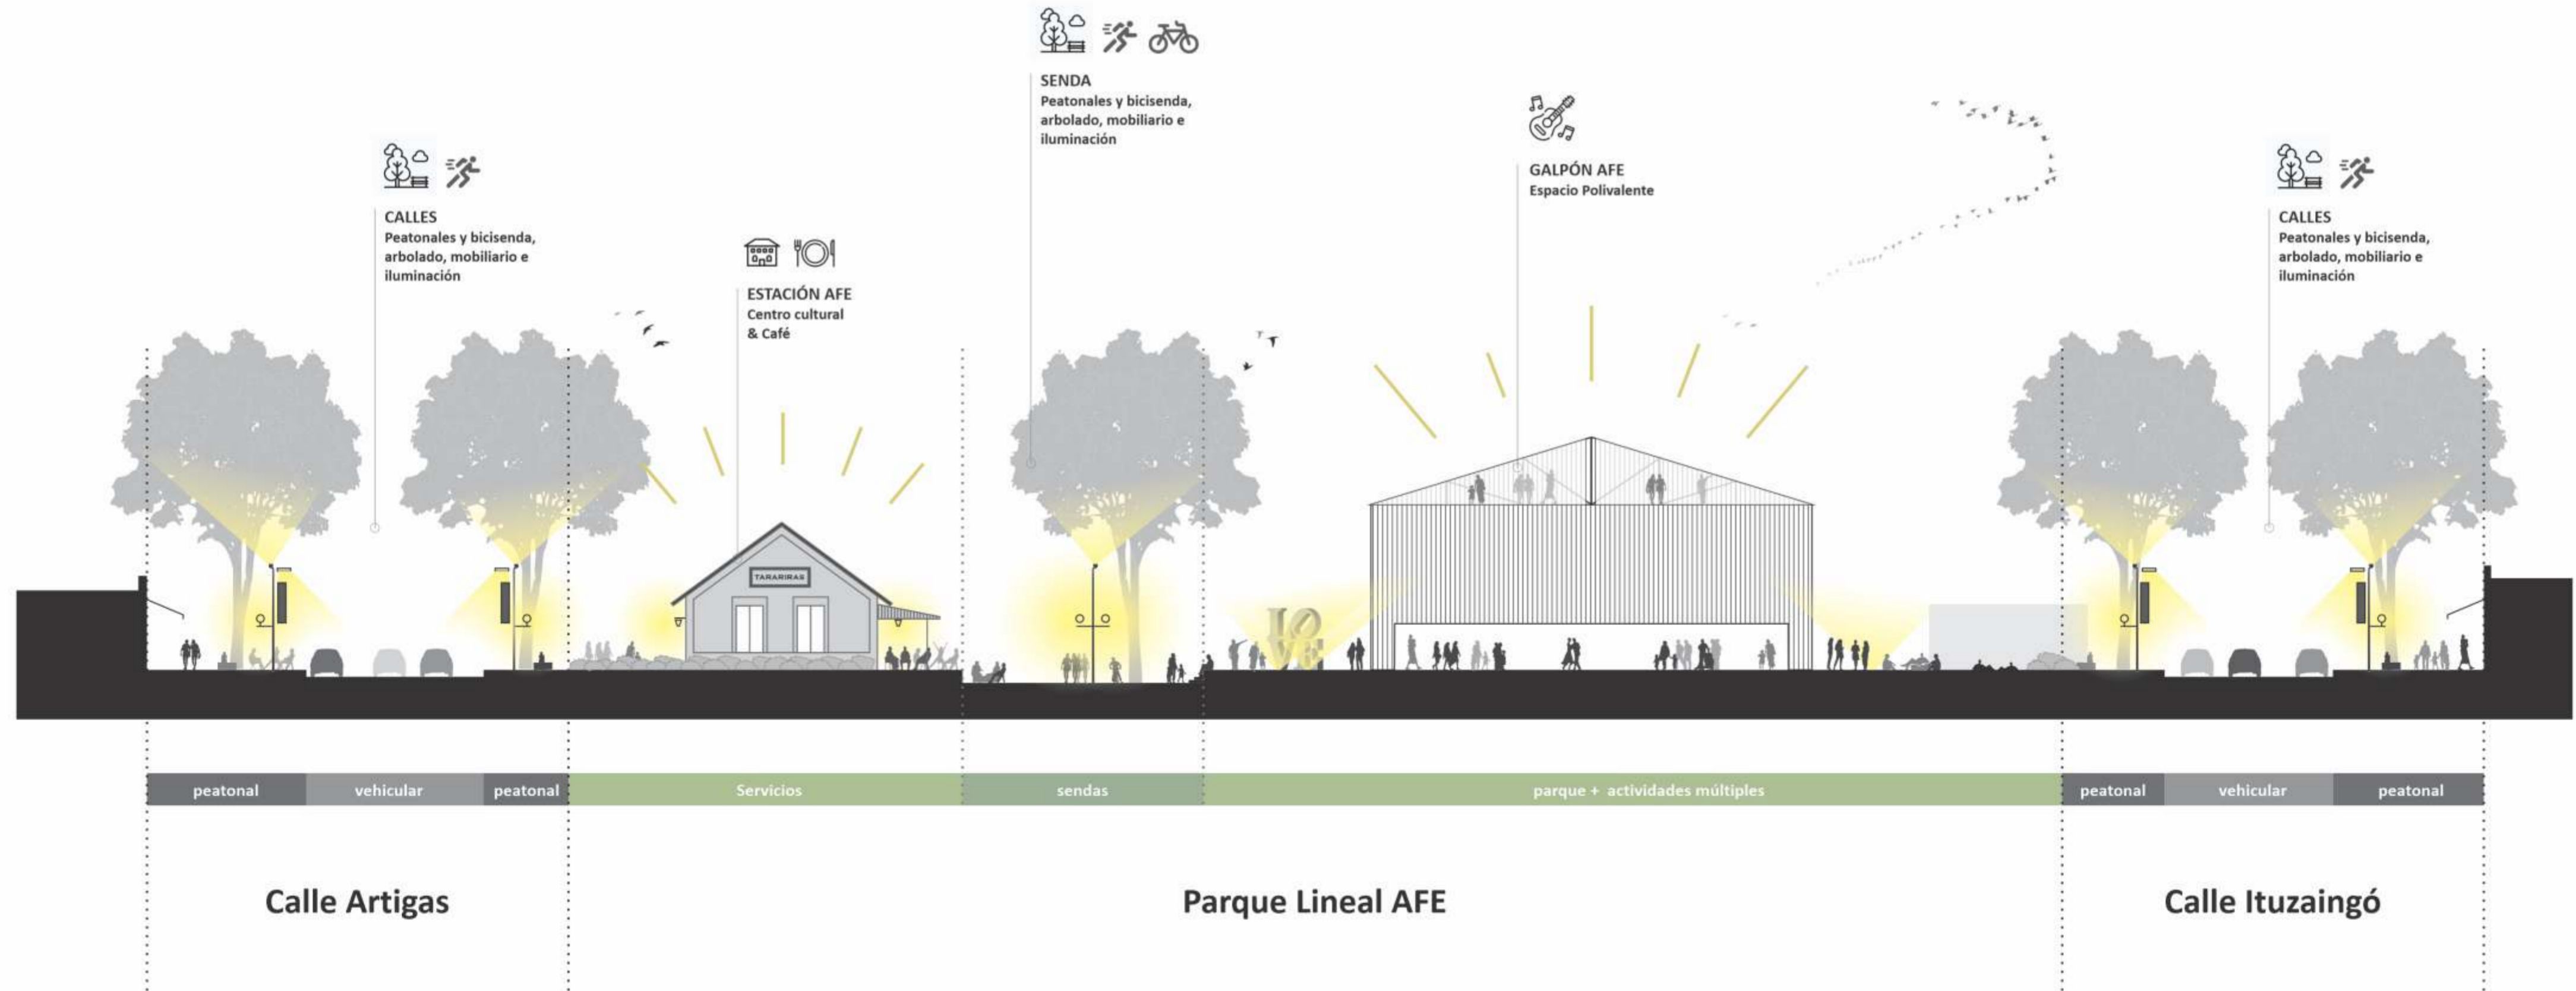 SENDA
Peatonales y bicisenda,
arbolado, mobiliario e
iluminación
GALPÓN AFE
Espacio Polivalente
CALLES
Peatonales y bicisenda,
arbolado, mobiliario e
iluminación
CALLES
Peatonales y bicisenda,
arbolado, mobiliario e
iluminación
ESTACIÓN AFE
Centro cultural
& Café
TARARIRAS
LOVE
peatonal
vehicular
peatonal
Servicios
sendas
parque + actividades múltiples
peatonal
vehicular
peatonal
Calle Artigas
Parque Lineal AFE
Calle Ituzaingó